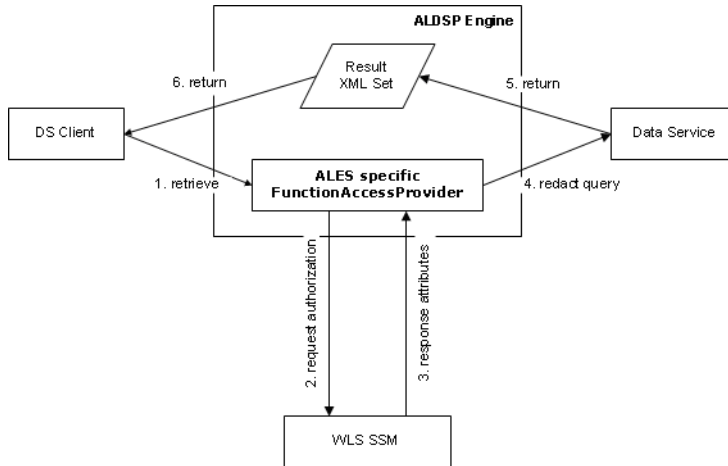 ALDSP Engine
Result
XML Set
6. return
5. return
DS Client
Data Service
1. retrieve
ALES specific
FunctionAccessProvider
4. redact query
2. request authorization
3. response attributes
WLS SSM